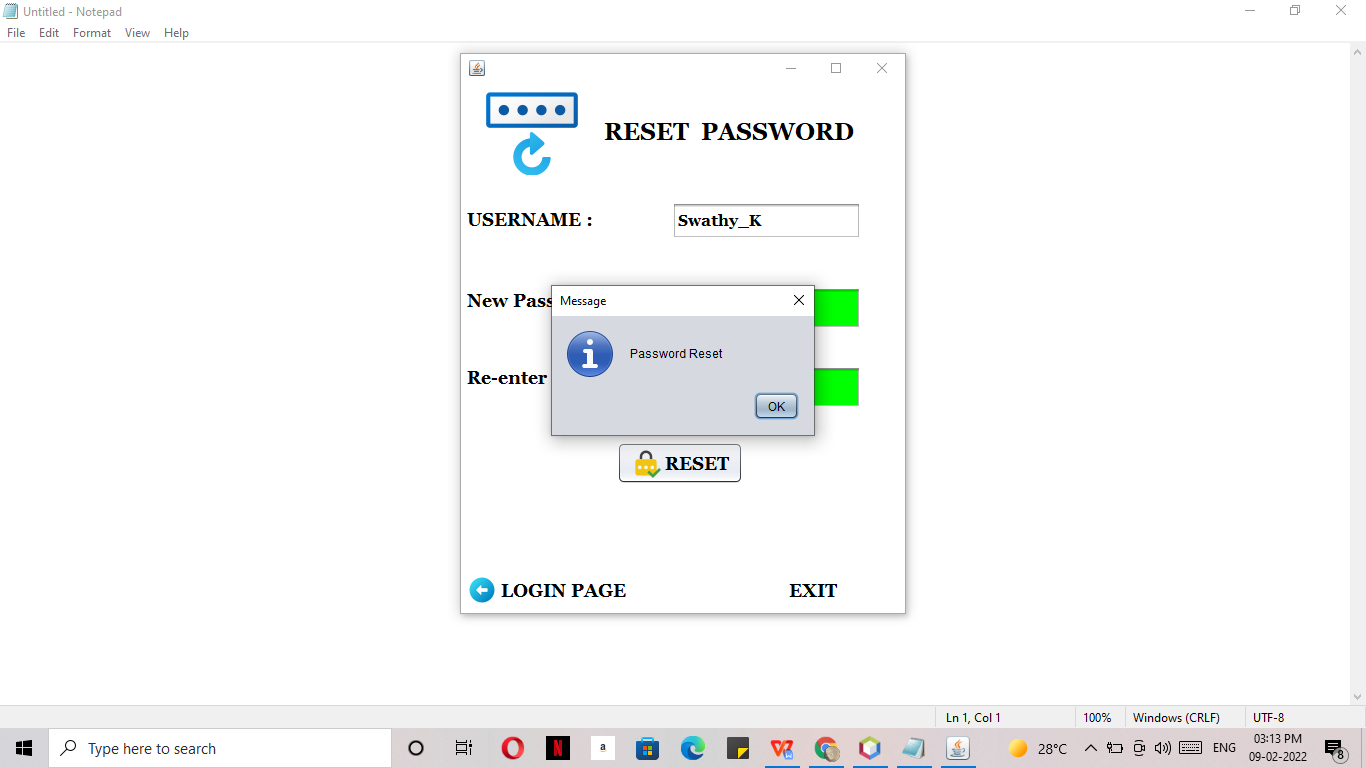 Untitled - Notepad
File Edit Format View Help
RESET PASSWORD
USERNAME :
Swathy_K
New Pass
Message
Password Reset
Re-enter
OK
RESET
LOGIN PAGE
EXIT
Ln 1, Col 1 100% Windows (CRLF) UTF-8
Type here to search
N
a
W
28°C
ENG
03:13 PM
09-02-2022
8